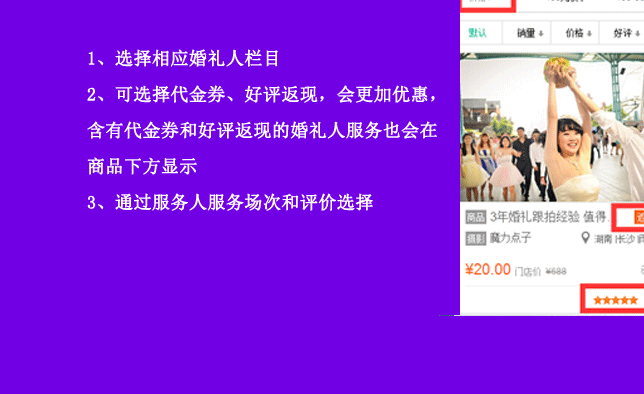 默认 销量 价格 好评
1、选择相应婚礼人栏目
2、可选择代金券、好评返现，会更加优惠，
含有代金券和好评返现的婚礼人服务也会在
商品下方显示
3、通过服务人服务场次和评价选择
商品 3年婚礼跟拍经验 值得..
摄影 魔力点子 湖南|长沙|
¥20.00 门店价 ¥688